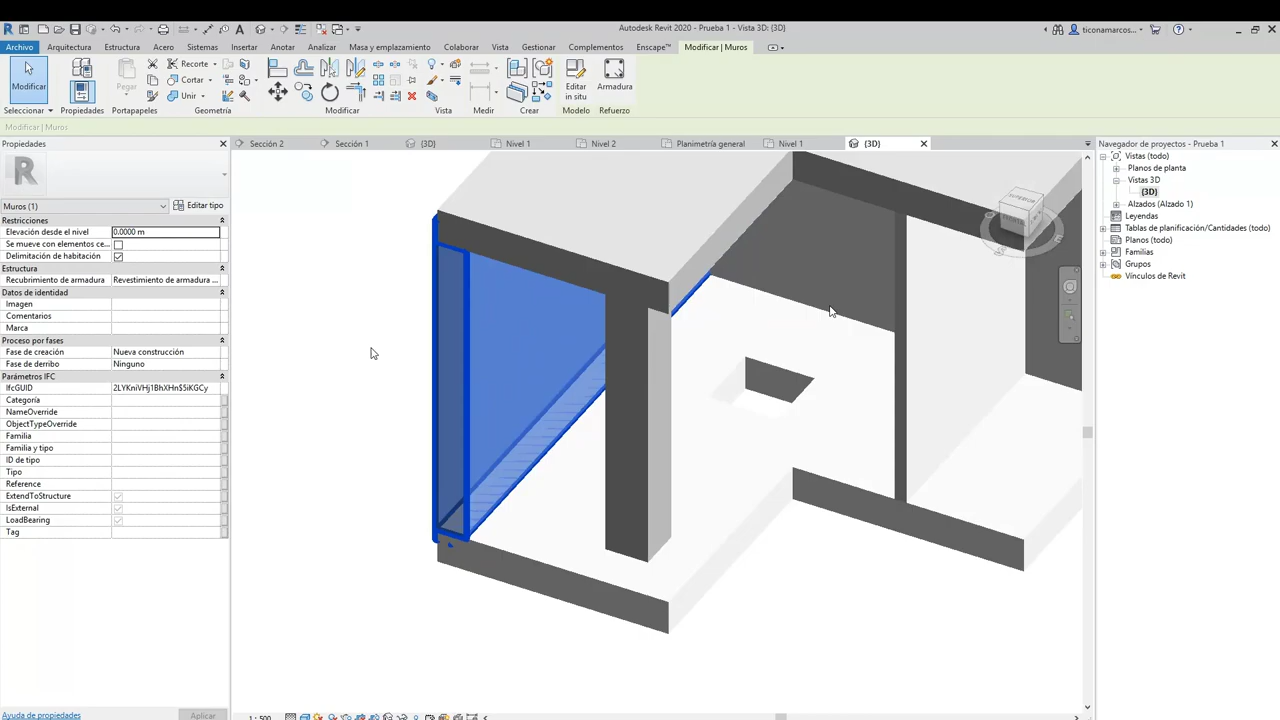 Autodesk Revit 2020 - Prueba 1 - Vista 3D: {3D}
ticonamarcos...
Archivo Arquitectura Estructura Acero Sistemas Insertar Anotar Analizar Masa y emplazamiento Colaborar Vista Gestionar Complementos Enscape™ Modificar | Muros
Modificar
Pegar
Recorte
Cortar
Unir
Editar in situ
Armadura
Seleccionar Propiedades Portapapeles Geometría Modificar Vista Medir Crear Modelo Refuerzo
Modificar | Muros
Propiedades
Sección 2 Sección 1 {3D} Nivel 1 Nivel 2 Planimetría general Nivel 1 {3D}
Muros (1) Editar tipo
Restricciones
Elevación desde el nivel 0.0000 m
Se mueve con elementos ce...
Delimitación de habitación
Estructura
Recubrimiento de armadura Revestimiento de armadura ...
Datos de identidad
Imagen
Comentarios
Marca
Proceso por fases
Fase de creación Nueva construcción
Fase de derribo Ninguno
Parámetros IFC
IfcGUID 2LYKniVHj1BhXHn$5iKGCy
Categoría
NameOverride
ObjectTypeOverride
Familia
Familia y tipo
ID de tipo
Tipo
Reference
ExtendToStructure
IsExternal
LoadBearing
Tag
Ayuda de propiedades Aplicar
1 : 500
SUPERIOR
Navegador de proyectos - Prueba 1
Vistas (todo)
Planos de planta
Vistas 3D
{3D}
Alzados (Alzado 1)
Leyendas
Tablas de planificación/Cantidades (todo)
Planos (todo)
Familias
Grupos
Vínculos de Revit